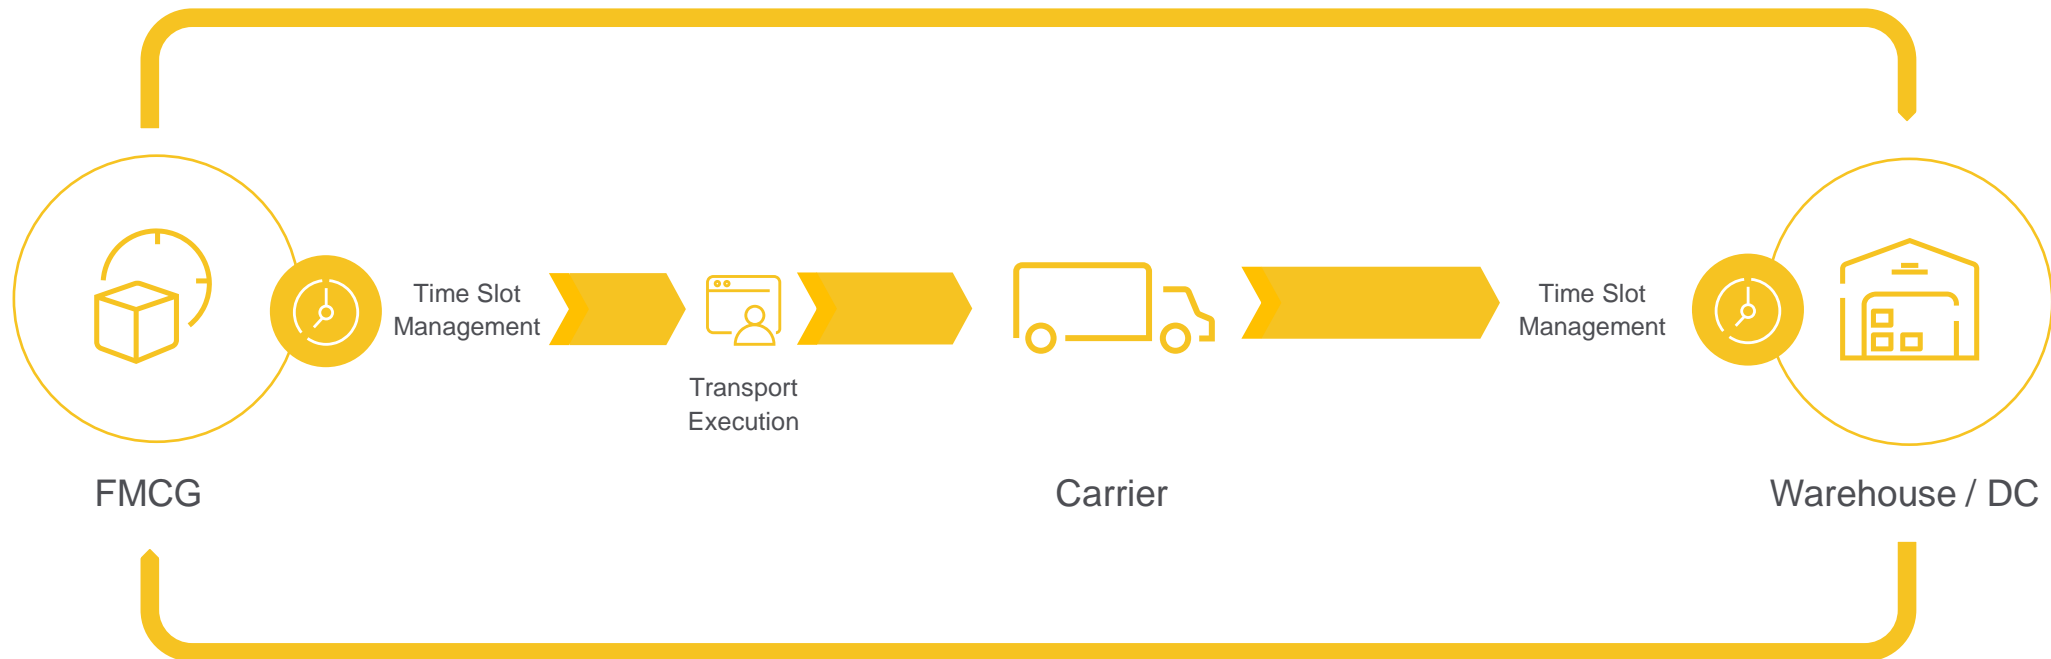 Time Slot
Management
Transport
Execution
Time Slot
Management
FMCG
Carrier
Warehouse / DC